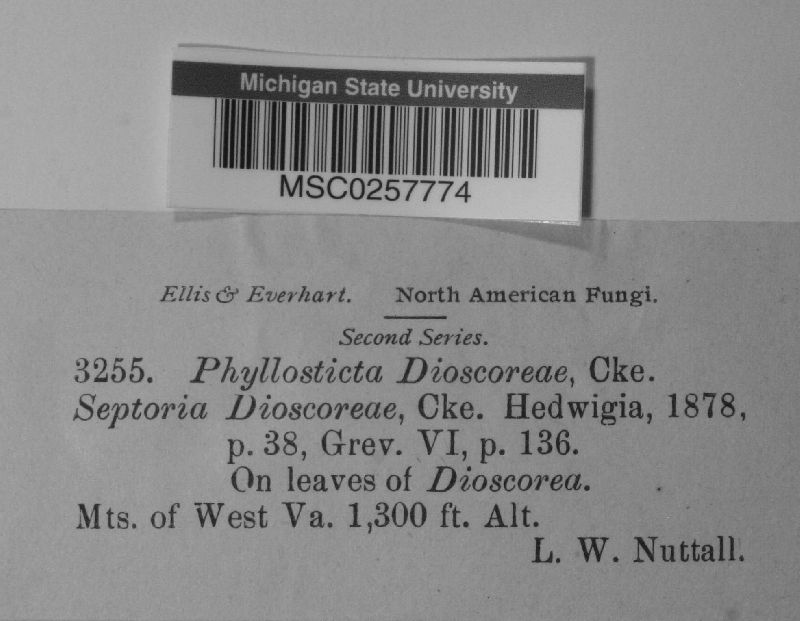 Michigan State University
MSC0257774
Ellis & Everhart. North American Fungi.
Second Series.
3255. Phyllosticta Dioscoreae, Cke.
Septoria Dioscoreae, Cke. Hedwigia, 1878,
p. 38, Grev. VI, p. 136.
On leaves of Dioscorea.
Mts. of West Va. 1,300 ft. Alt.
L. W. Nuttall.